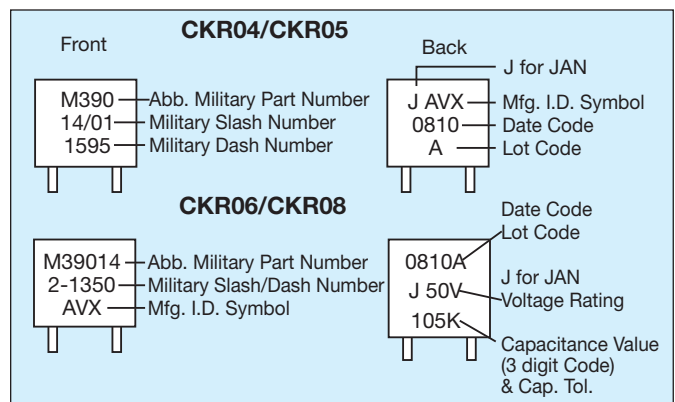 CKR04/CKR05
Front
M390
14/01
1595
Abb. Military Part Number
Military Slash Number
Military Dash Number
Back
J AVX
0810
A
J for JAN
Mfg. I.D. Symbol
Date Code
Lot Code
CKR06/CKR08
M39014
2-1350
AVX
Abb. Military Part Number
Military Slash/Dash Number
Mfg. I.D. Symbol
0810A
J 50V
105K
Date Code
Lot Code
J for JAN
Voltage Rating
Capacitance Value
(3 digit Code)
& Cap. Tol.